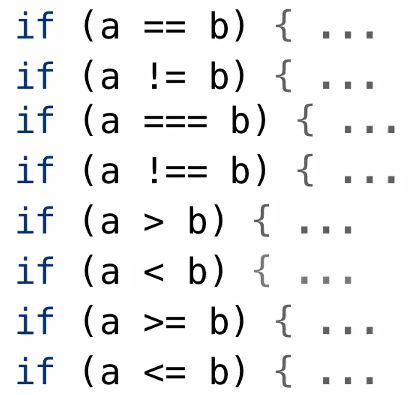 if (a == b) { ...
if (a != b) { ...
if (a === b) { ...
if (a !== b) { ...
if (a > b) { ...
if (a < b) { ...
if (a >= b) { ...
if (a <= b) { ...